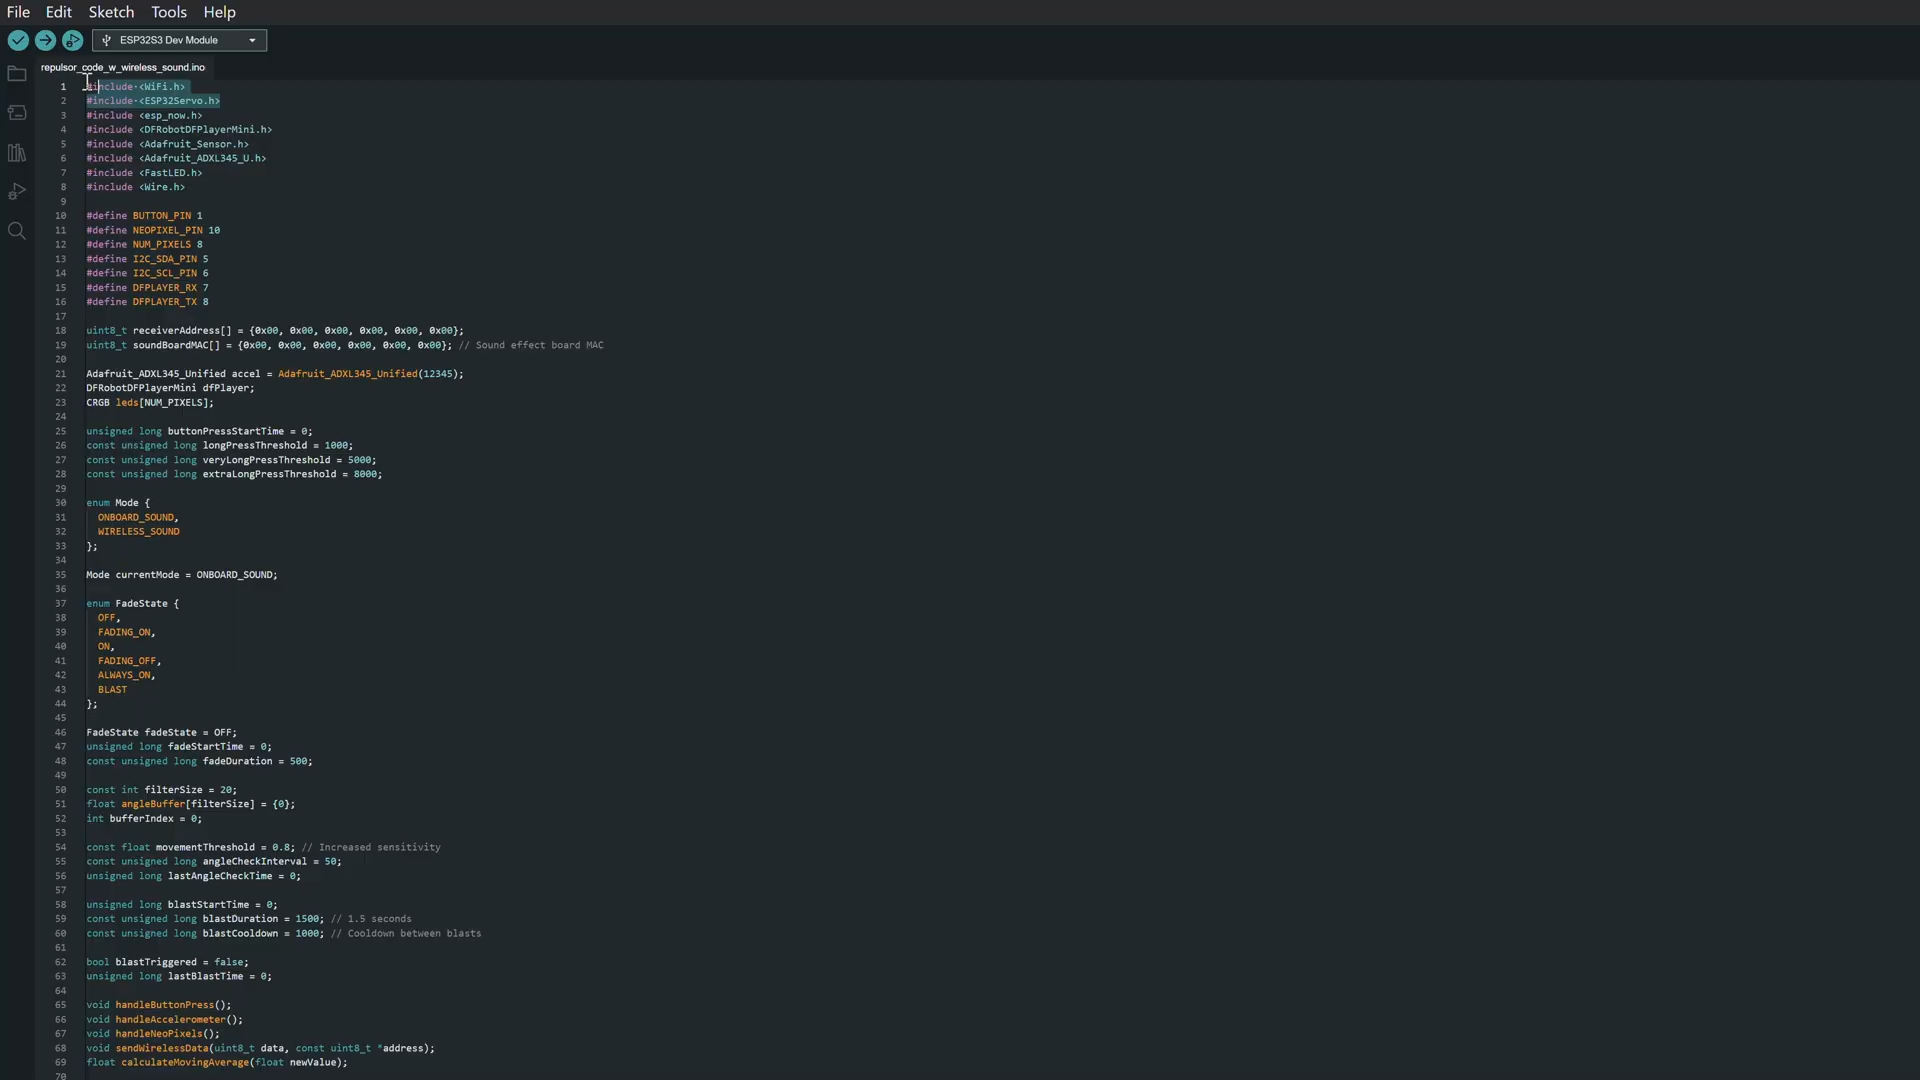 File Edit Sketch Tools Help
ESP32S3 Dev Module
repulsor_code_w_wireless_sound.ino
1 #include <WiFi.h>
2 #include <ESP32Servo.h>
3 #include <esp_now.h>
4 #include <DFRobotDFPlayerMini.h>
5 #include <Adafruit_Sensor.h>
6 #include <Adafruit_ADXL345_U.h>
7 #include <FastLED.h>
8 #include <Wire.h>
9
10 #define BUTTON_PIN 1
11 #define NEOPIXEL_PIN 10
12 #define NUM_PIXELS 8
13 #define I2C_SDA_PIN 5
14 #define I2C_SCL_PIN 6
15 #define DFPLAYER_RX 7
16 #define DFPLAYER_TX 8
17
18 uint8_t receiverAddress[] = {0x00, 0x00, 0x00, 0x00, 0x00, 0x00};
19 uint8_t soundBoardMAC[] = {0x00, 0x00, 0x00, 0x00, 0x00, 0x00}; // Sound effect board MAC
20
21 Adafruit_ADXL345_Unified accel = Adafruit_ADXL345_Unified(12345);
22 DFRobotDFPlayerMini dfPlayer;
23 CRGB leds[NUM_PIXELS];
24
25 unsigned long buttonPressStartTime = 0;
26 const unsigned long longPressThreshold = 1000;
27 const unsigned long veryLongPressThreshold = 5000;
28 const unsigned long extraLongPressThreshold = 8000;
29
30 enum Mode {
31 ONBOARD_SOUND,
32 WIRELESS_SOUND
33 };
34
35 Mode currentMode = ONBOARD_SOUND;
36
37 enum FadeState {
38 OFF,
39 FADING_ON,
40 ON,
41 FADING_OFF,
42 ALWAYS_ON,
43 BLAST
44 };
45
46 FadeState fadeState = OFF;
47 unsigned long fadeStartTime = 0;
48 const unsigned long fadeDuration = 500;
49
50 const int filterSize = 20;
51 float angleBuffer[filterSize] = {0};
52 int bufferIndex = 0;
53
54 const float movementThreshold = 0.8; // Increased sensitivity
55 const unsigned long angleCheckInterval = 50;
56 unsigned long lastAngleCheckTime = 0;
57
58 unsigned long blastStartTime = 0;
59 const unsigned long blastDuration = 1500; // 1.5 seconds
60 const unsigned long blastCooldown = 1000; // Cooldown between blasts
61
62 bool blastTriggered = false;
63 unsigned long lastBlastTime = 0;
64
65 void handleButtonPress();
66 void handleAccelerometer();
67 void handleNeoPixels();
68 void sendWirelessData(uint8_t data, const uint8_t *address);
69 float calculateMovingAverage(float newValue);
70